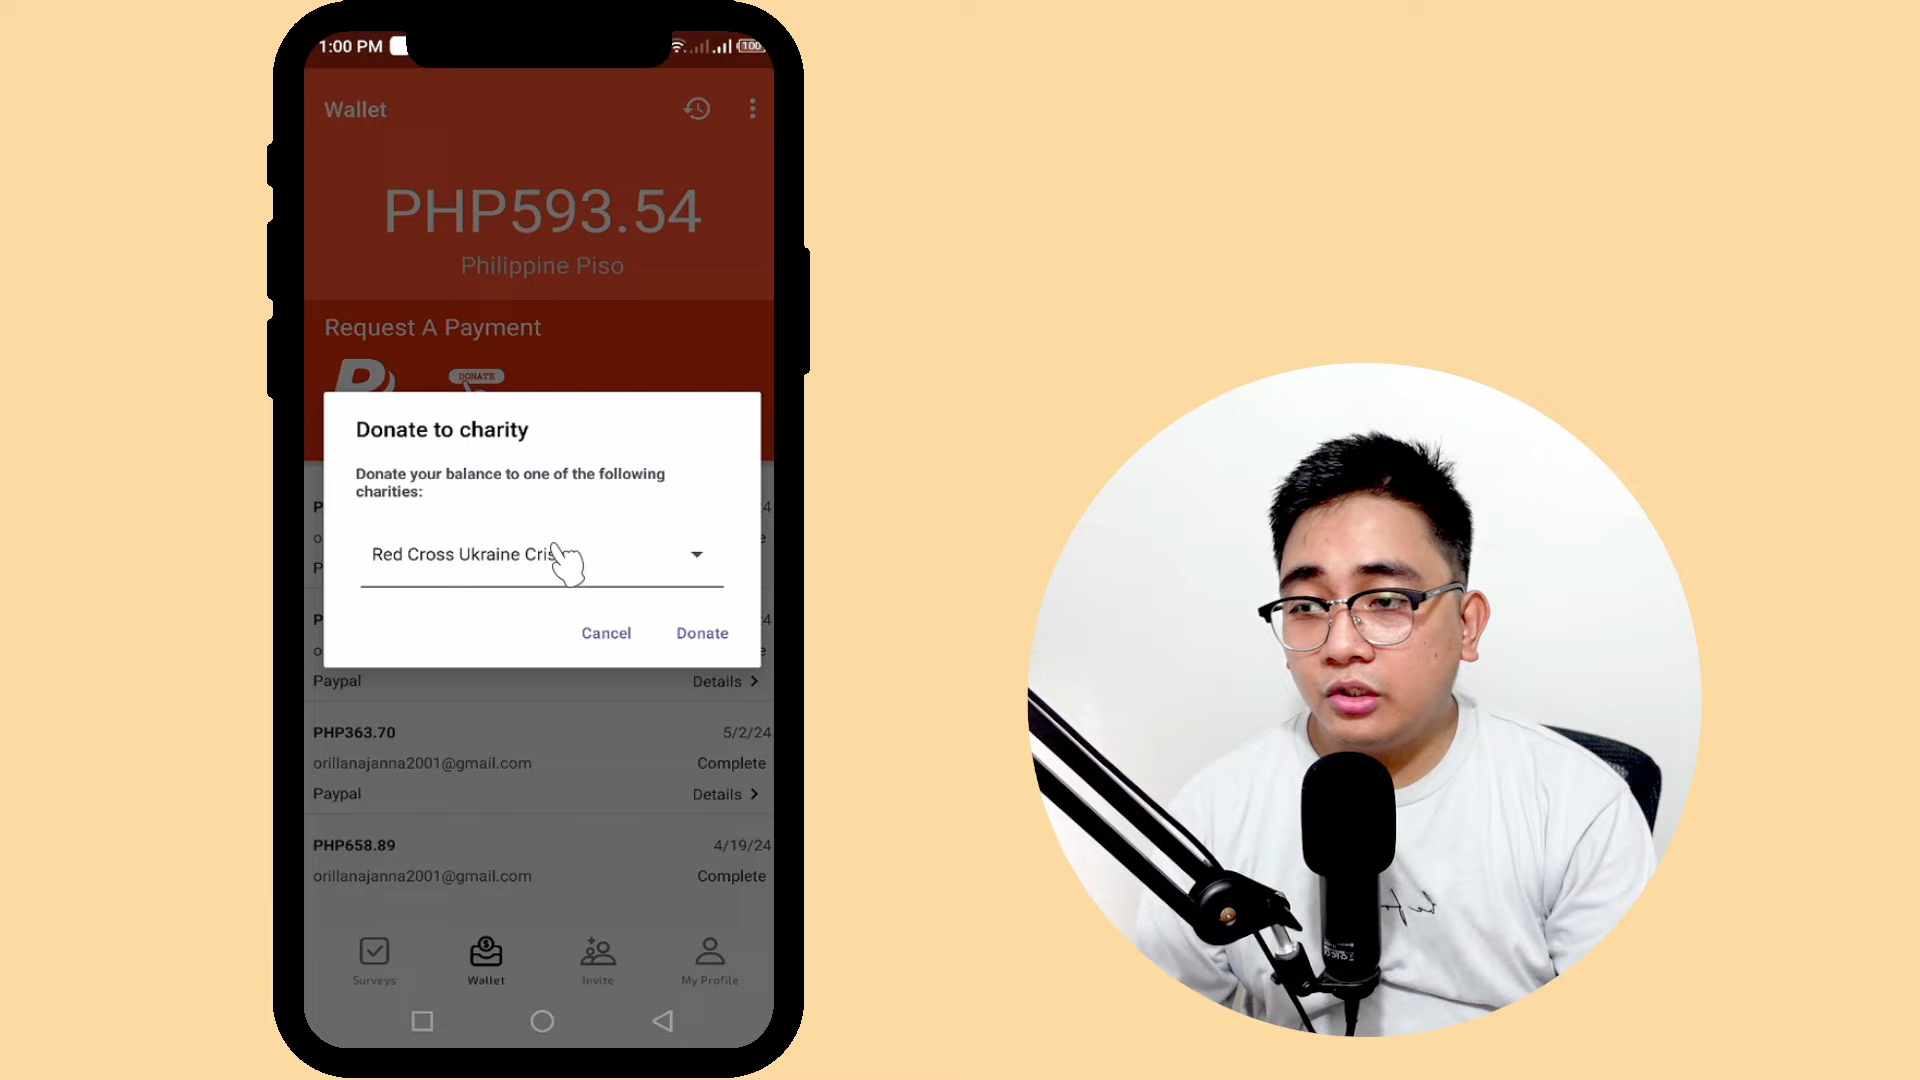 1:00 PM
100
Wallet
PHP593.54
Philippine Piso
Request A Payment
DONATE
Donate to charity
Donate your balance to one of the following
charities:
Red Cross Ukraine Cris
Cancel Donate
Paypal Details
PHP363.70 5/2/24
orillanajanna2001@gmail.com Complete
Paypal Details
PHP658.89 4/19/24
orillanajanna2001@gmail.com Complete
Surveys Wallet Invite My Profile